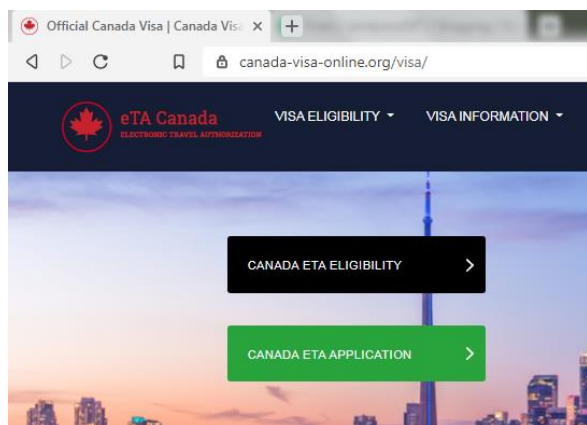 Official Canada Visa | Canada Vis
canada-visa-online.org/visa/
eTA Canada
ELECTRONIC TRAVEL AUTHORIZATION
VISA ELIGIBILITY
VISA INFORMATION
CANADA ETA ELIGIBILITY
CANADA ETA APPLICATION